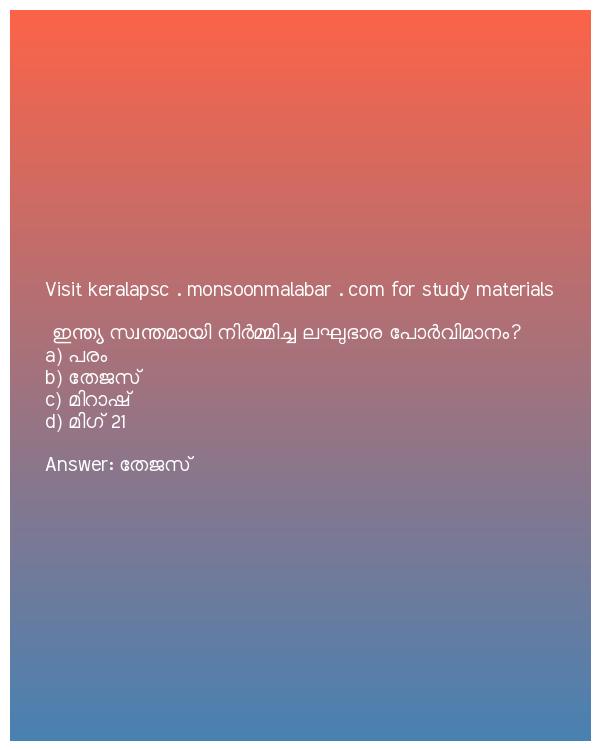 Visit keralapsc . monsoonmalabar . com for study materials
ഇന്ത്യ സ്വന്തമായി നിർമ്മിച്ച ലഘുഭാര പോർവിമാനം?
a) പരം
b) തേജസ്
c) മിറാഷ്
d) മിഗ് 21
Answer: തേജസ്